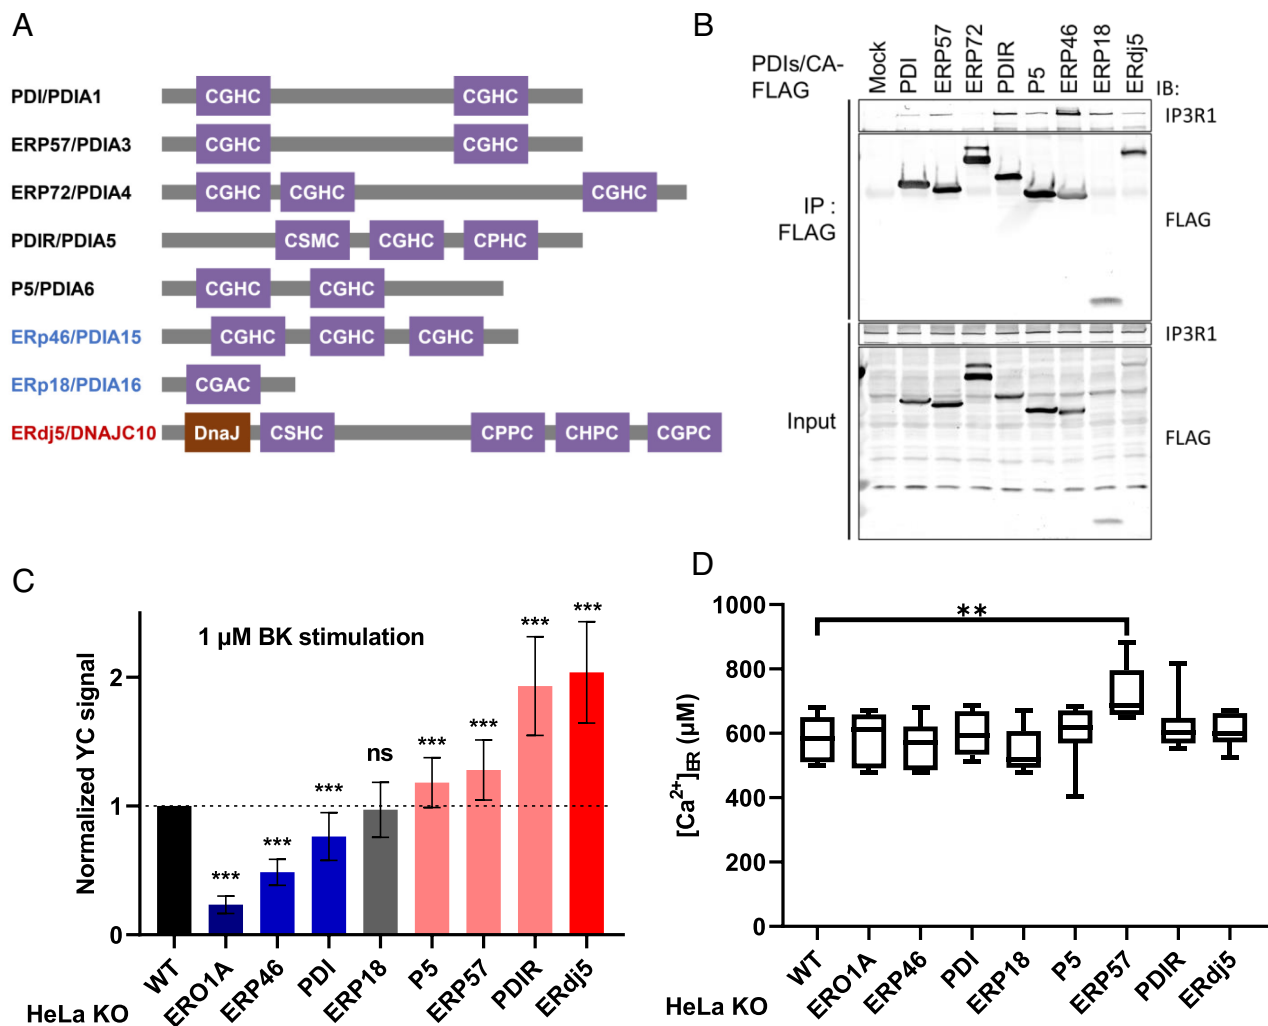 A
PDI/PDIA1 CGHC CGHC
ERP57/PDIA3 CGHC CGHC
ERP72/PDIA4 CGHC CGHC CGHC
PDIR/PDIA5 CSMC CGHC CPHC
P5/PDIA6 CGHC CGHC
ERp46/PDIA15 CGHC CGHC CGHC
ERp18/PDIA16 CGAC
ERdj5/DNAJC10 DnaJ CSHC CPPC CHPC CGPC
B
PDIs/CA-
FLAG
Mock PDI ERP57 ERP72 PDIR P5 ERP46 ERP18 ERdj5
IB:
IP3R1
IP :
FLAG
FLAG
IP3R1
Input
FLAG
C
1 µM BK stimulation
Normalized YC signal
2
1
0
*** *** *** ns *** *** *** ***
WT ERO1A ERP46 PDI ERP18 P5 ERP57 PDIR ERdj5
HeLa KO
D
**
[Ca2+]ER (µM)
1000
800
600
400
200
0
WT ERO1A ERP46 PDI ERP18 P5 ERP57 PDIR ERdj5
HeLa KO